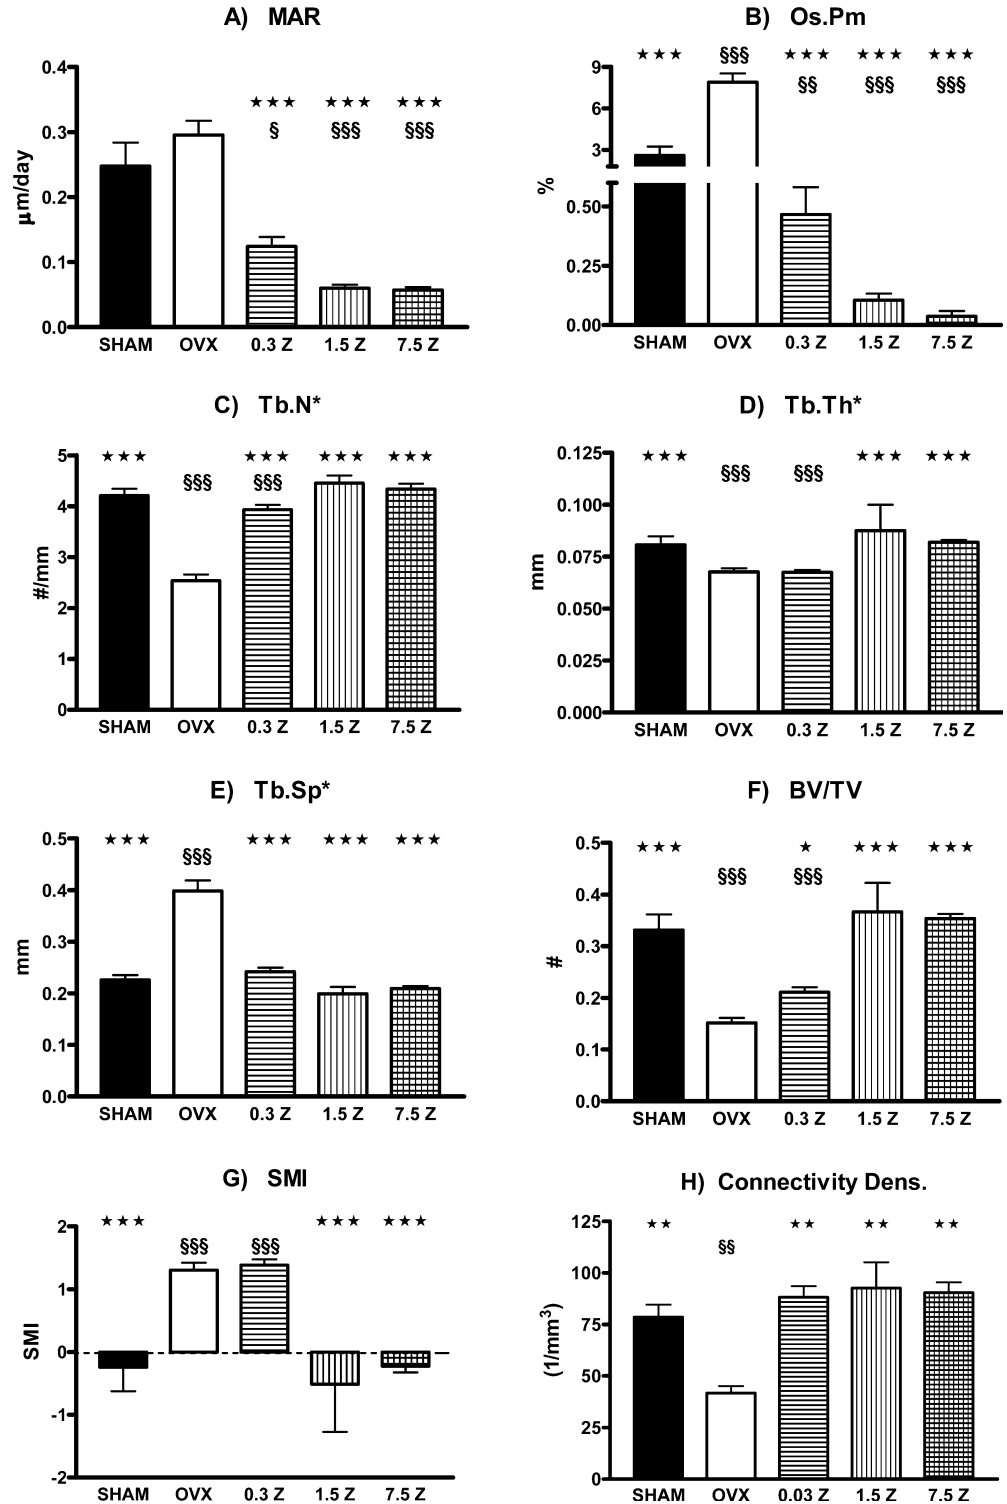 A) MAR
0.4
0.3
0.2
0.1
0.0
μm/day
★★★ ★★★ ★★★
§ §§§ §§§
SHAM OVX 0.3 Z 1.5 Z 7.5 Z
B) Os.Pm
9
6
3
0.50
0.25
0.00
%
★★★ §§§ ★★★ ★★★ ★★★
§§ §§§ §§§
SHAM OVX 0.3 Z 1.5 Z 7.5 Z
C) Tb.N*
5
4
3
2
1
0
#/mm
★★★ ★★★ ★★★ ★★★
§§§ §§§
SHAM OVX 0.3 Z 1.5 Z 7.5 Z
D) Tb.Th*
0.125
0.100
0.075
0.050
0.025
0.000
mm
★★★ ★★★ ★★★
§§§ §§§
SHAM OVX 0.3 Z 1.5 Z 7.5 Z
E) Tb.Sp*
0.5
0.4
0.3
0.2
0.1
0.0
mm
★★★ ★★★ ★★★ ★★★
§§§
SHAM OVX 0.3 Z 1.5 Z 7.5 Z
F) BV/TV
0.5
0.4
0.3
0.2
0.1
0.0
#
★★★ ★ ★★★ ★★★
§§§ §§§
SHAM OVX 0.3 Z 1.5 Z 7.5 Z
G) SMI
2
1
0
-1
-2
SMI
★★★ ★★★ ★★★
§§§ §§§
SHAM OVX 0.3 Z 1.5 Z 7.5 Z
H) Connectivity Dens.
125
100
75
50
25
0
(1/mm³)
★★ ★★ ★★ ★★
§§
SHAM OVX 0.03 Z 1.5 Z 7.5 Z